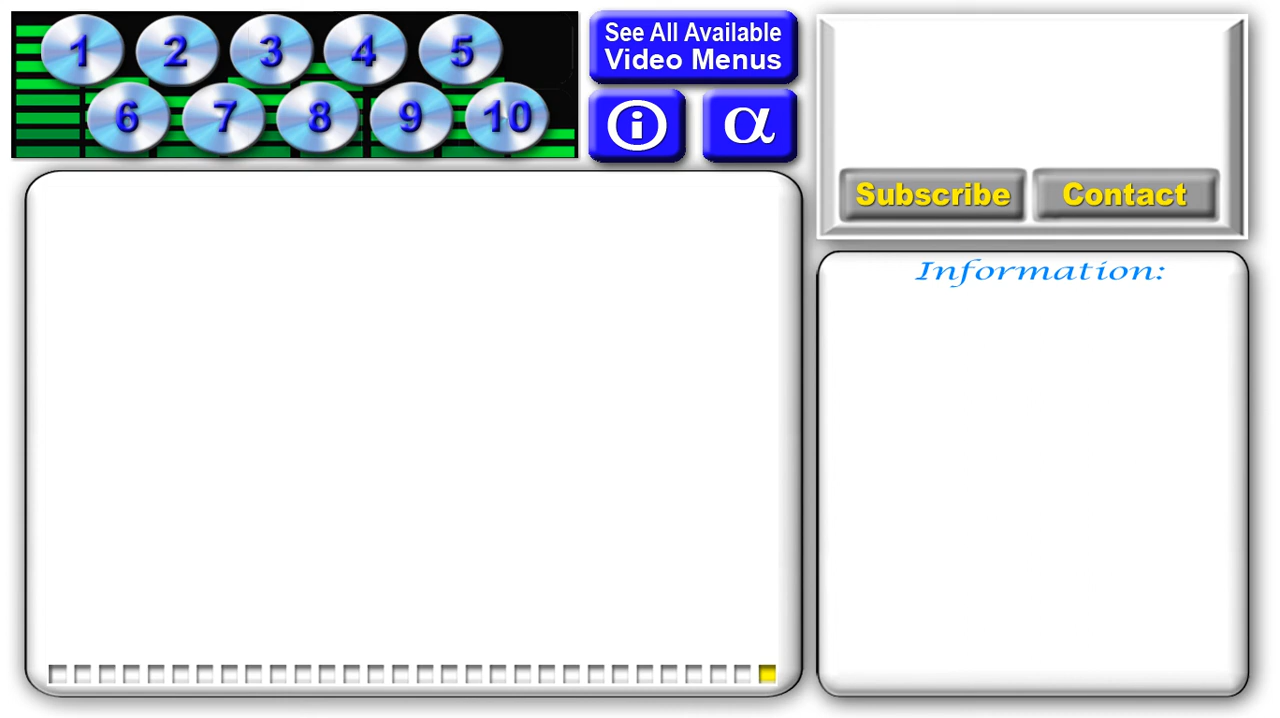 1 2 3 4 5
6 7 8 9 10
See All Available
Video Menus
i α
Subscribe Contact
Information: